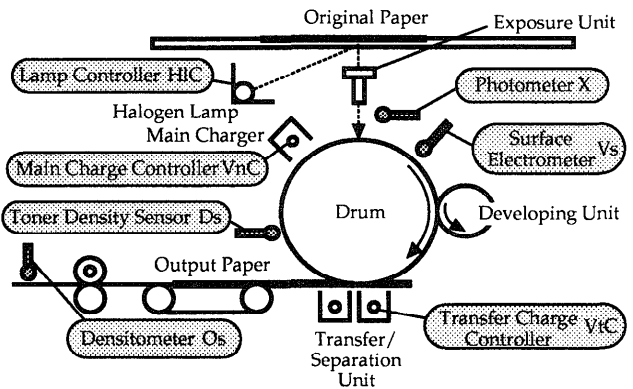 Original Paper
Exposure Unit
Lamp Controller HlC
Photometer X
Halogen Lamp
Main Charger
Surface
Electrometer Vs
Main Charge Controller VnC
Toner Density Sensor Ds
Drum
Developing Unit
Output Paper
Densitometer Os
Transfer/
Separation
Unit
Transfer Charge
Controller VtC